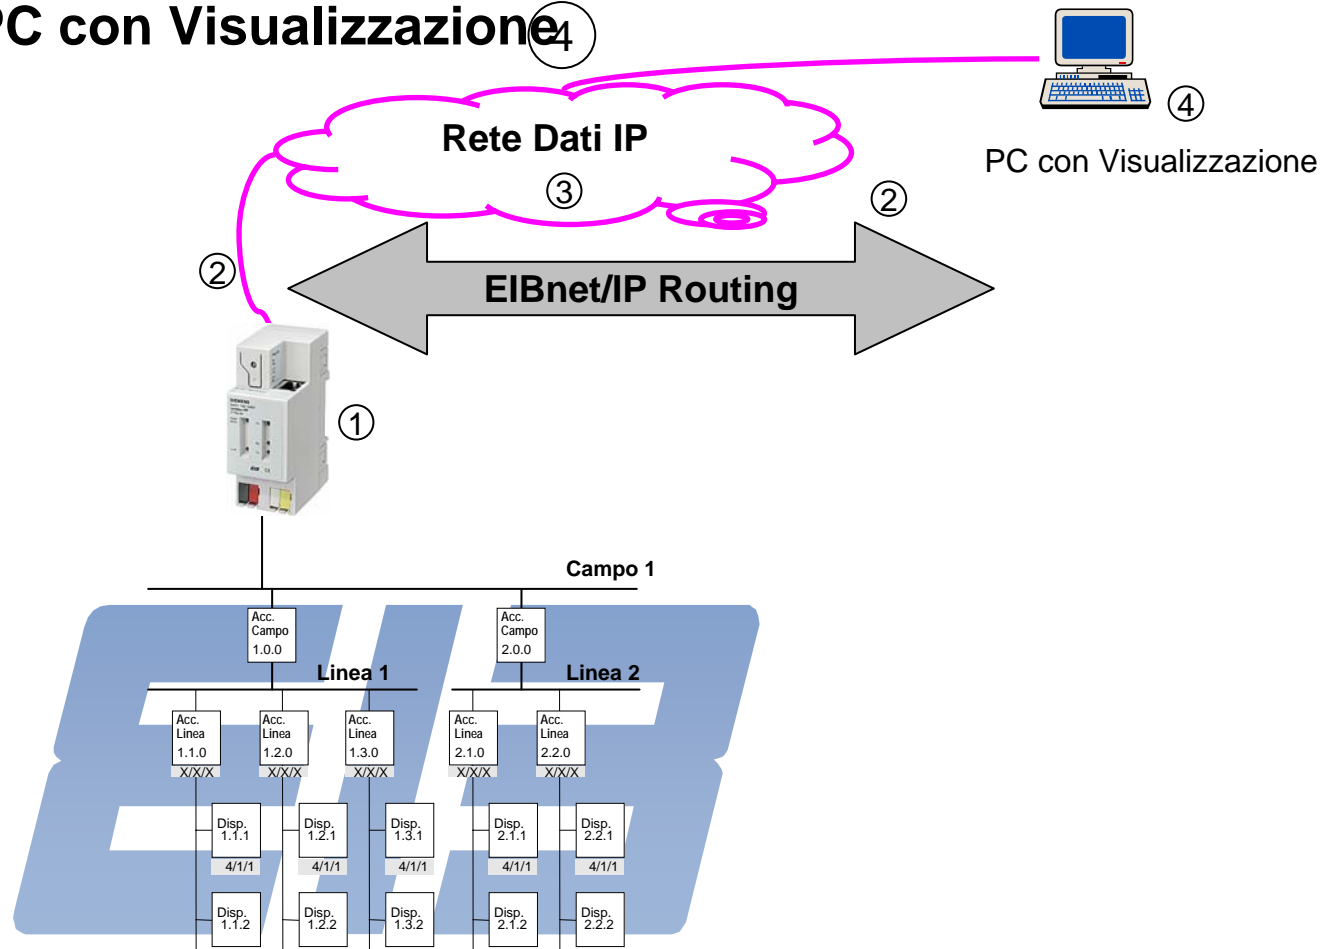 PC con Visualizzazione
4
4
PC con Visualizzazione
Rete Dati IP
3
2
2
EIBnet/IP Routing
SIEMENS
1
Campo 1
Acc.
Campo
1.0.0
Acc.
Campo
2.0.0
Linea 1
Linea 2
Acc.
Linea
1.1.0
X/X/X
Acc.
Linea
1.2.0
X/X/X
Acc.
Linea
1.3.0
X/X/X
Acc.
Linea
2.1.0
X/X/X
Acc.
Linea
2.2.0
X/X/X
Disp.
1.1.1
4/1/1
Disp.
1.2.1
4/1/1
Disp.
1.3.1
4/1/1
Disp.
2.1.1
4/1/1
Disp.
2.2.1
4/1/1
Disp.
1.1.2
Disp.
1.2.2
Disp.
1.3.2
Disp.
2.1.2
Disp.
2.2.2
EIB